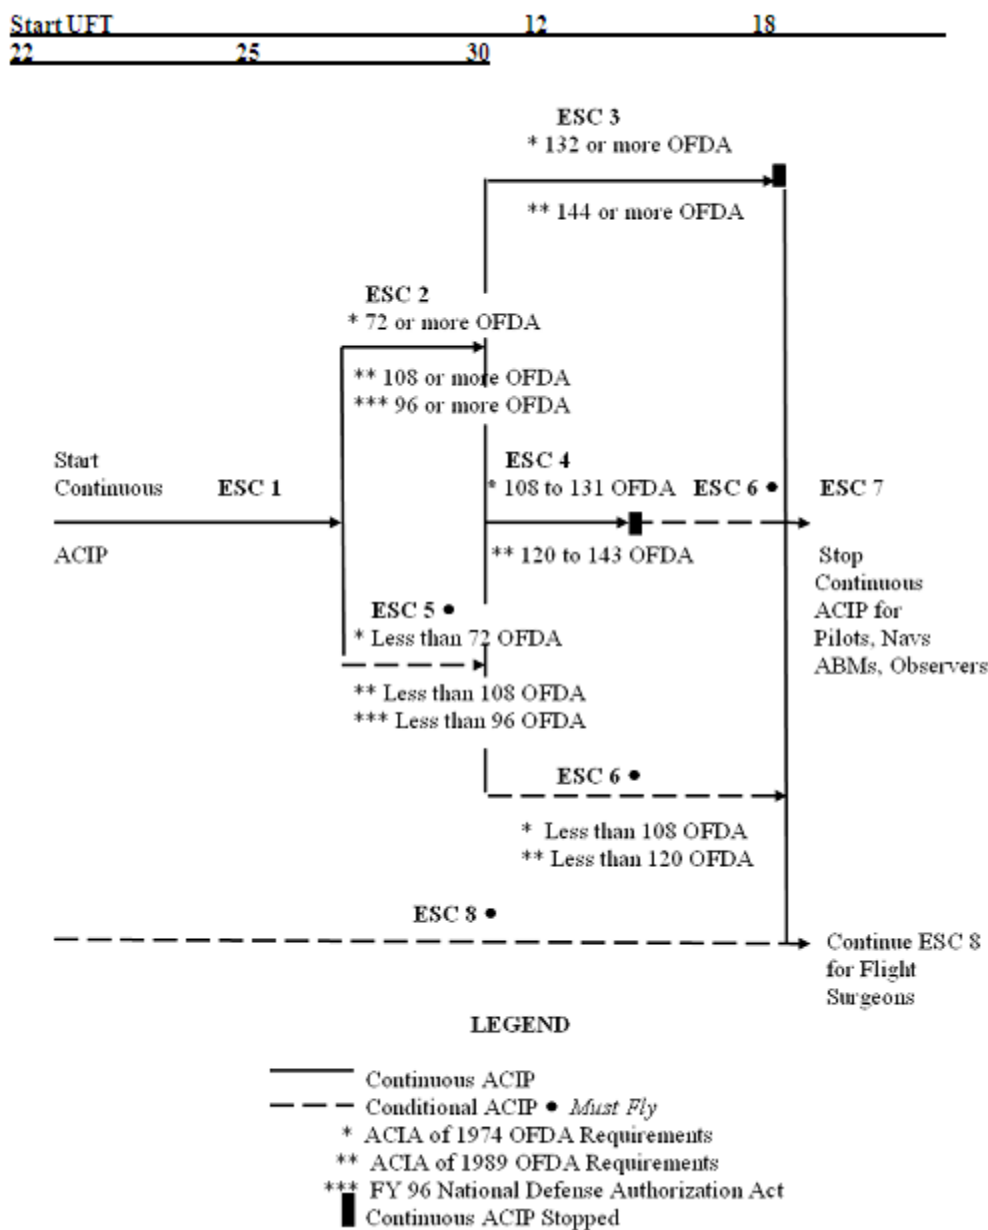 Start UFT 12 18
22 25 30
ESC 3
* 132 or more OFDA
** 144 or more OFDA
ESC 2
* 72 or more OFDA
** 108 or more OFDA
*** 96 or more OFDA
Start
Continuous
ESC 1
ACIP
ESC 4
* 108 to 131 OFDA
** 120 to 143 OFDA
ESC 6 •
ESC 7
Stop
Continuous
ACIP for
Pilots, Navs
ABMs, Observers
ESC 5 •
* Less than 72 OFDA
** Less than 108 OFDA
*** Less than 96 OFDA
ESC 6 •
* Less than 108 OFDA
** Less than 120 OFDA
ESC 8 •
Continue ESC 8
for Flight
Surgeons
LEGEND
Continuous ACIP
Conditional ACIP • Must Fly
* ACIA of 1974 OFDA Requirements
** ACIA of 1989 OFDA Requirements
*** FY 96 National Defense Authorization Act
Continuous ACIP Stopped